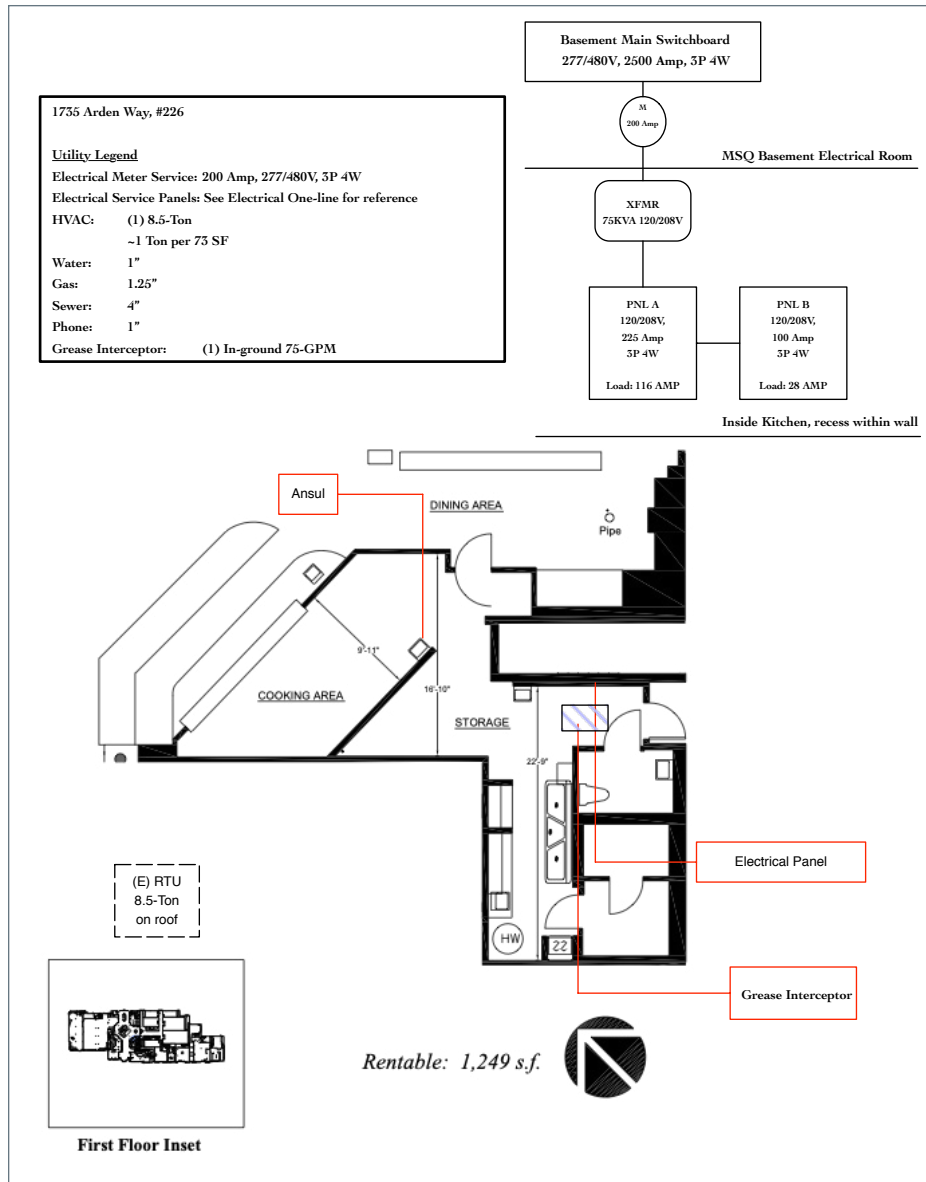 Basement Main Switchboard
277/480V, 2500 Amp, 3P 4W
M
200 Amp
MSQ Basement Electrical Room
1735 Arden Way, #226
Utility Legend
Electrical Meter Service: 200 Amp, 277/480V, 3P 4W
Electrical Service Panels: See Electrical One-line for reference
HVAC: (1) 8.5-Ton
~1 Ton per 73 SF
Water: 1”
Gas: 1.25”
Sewer: 4”
Phone: 1”
Grease Interceptor: (1) In-ground 75-GPM
XFMR
75KVA 120/208V
PNL A
120/208V,
225 Amp
3P 4W
Load: 116 AMP
PNL B
120/208V,
100 Amp
3P 4W
Load: 28 AMP
Inside Kitchen, recess within wall
Ansul
DINING AREA
Pipe
9'-11"
16'-10"
COOKING AREA
STORAGE
22'-9"
Electrical Panel
(E) RTU
8.5-Ton
on roof
HW
Grease Interceptor
Rentable: 1,249 s.f.
First Floor Inset